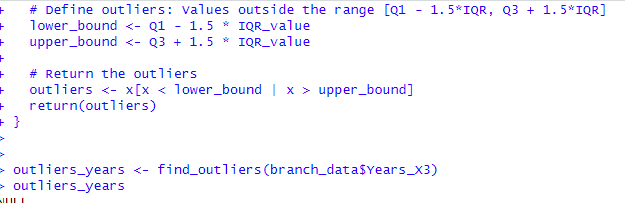 +   # Define outliers: Values outside the range [Q1 - 1.5*IQR, Q3 + 1.5*IQR]
+   lower_bound <- Q1 - 1.5 * IQR_value
+   upper_bound <- Q3 + 1.5 * IQR_value
+
+   # Return the outliers
+   outliers <- x[x < lower_bound | x > upper_bound]
+   return(outliers)
+ }
>
>
> outliers_years <- find_outliers(branch_data$Years_X3)
> outliers_years
NULL